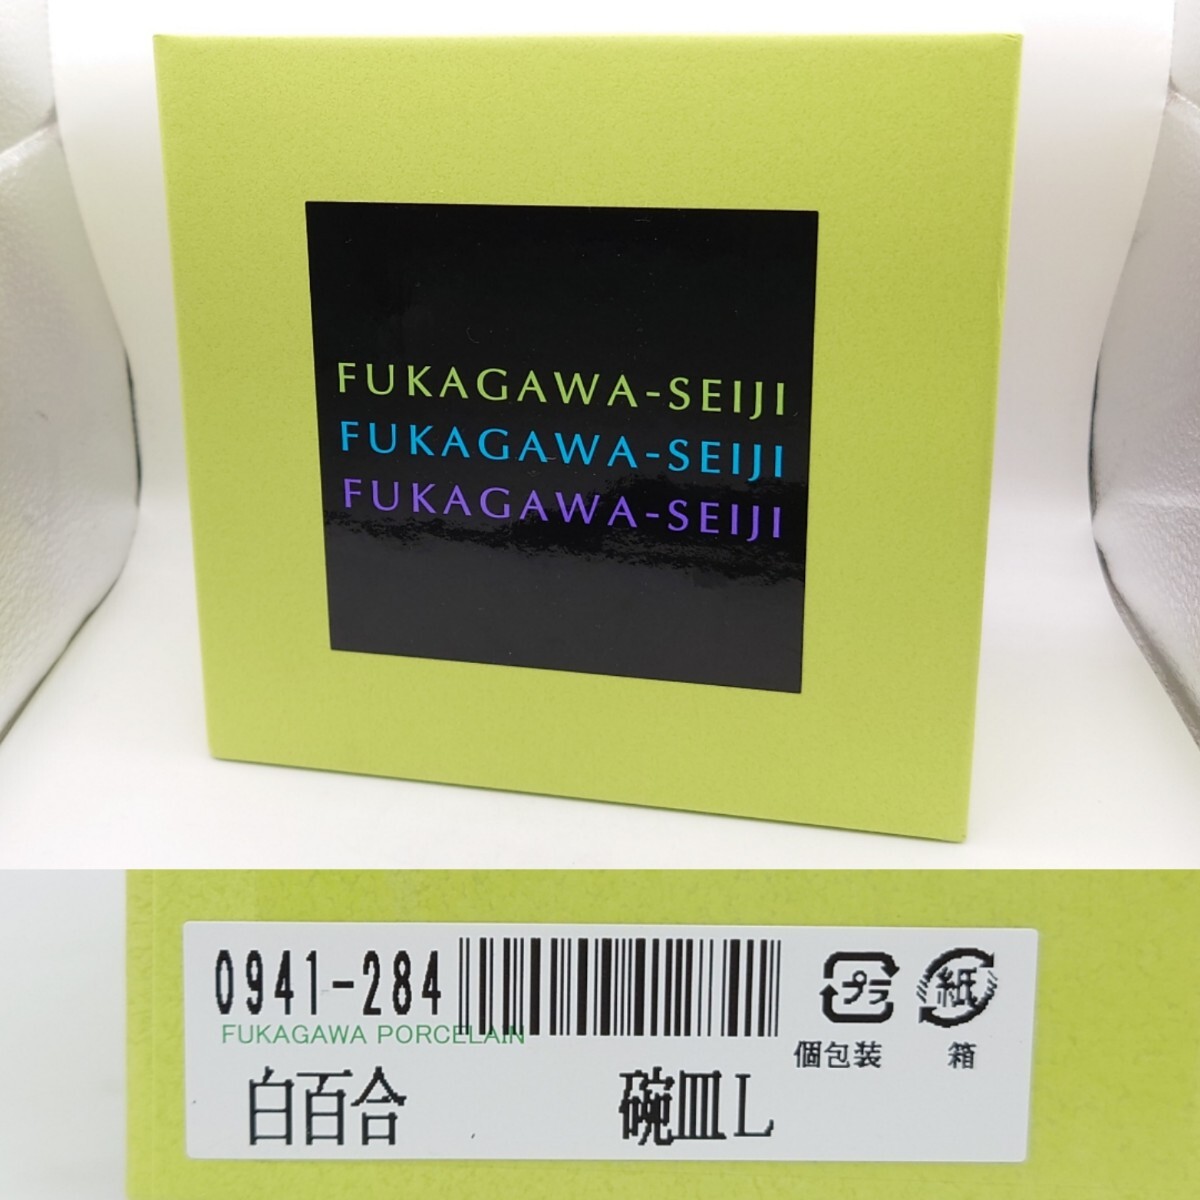 FUKAGAWA-SEIJI
FUKAGAWA-SEIJI
FUKAGAWA-SEIJI
0941-284
FUKAGAWA PORCELAIN
プラ
紙
個包装
箱
白百合 碗皿L